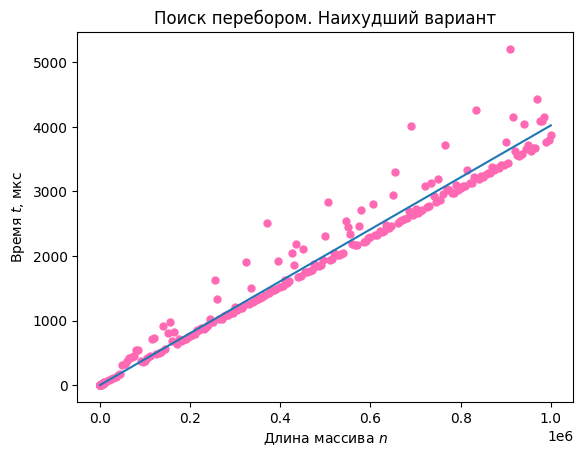 Поиск перебором. Наихудший вариант
Время t, мкс
5000
4000
3000
2000
1000
0
0.0 0.2 0.4 0.6 0.8 1.0
1e6
Длина массива n